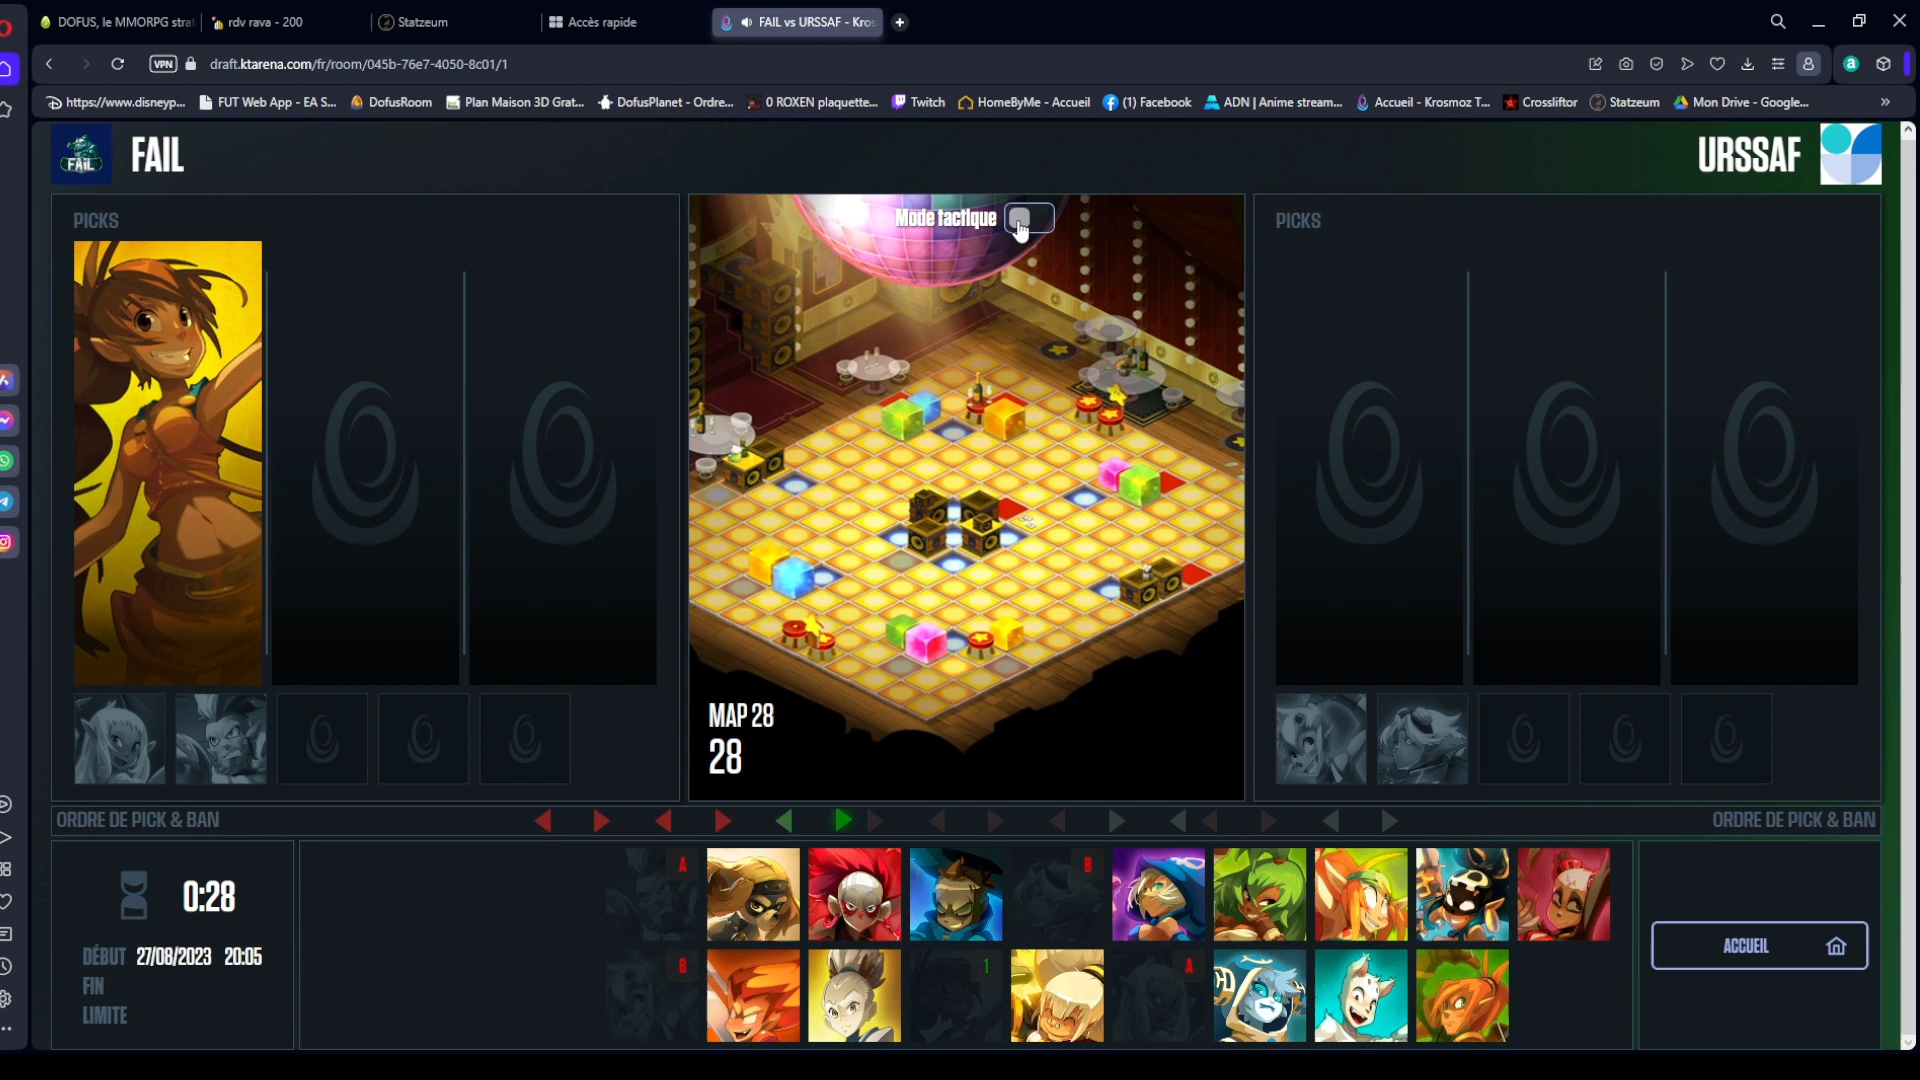 DOFUS, le MMORPG strat
rdv rava - 200
Statzeum
Accès rapide
FAIL vs URSSAF - Kros
VPN
draft.ktarena.com/fr/room/045b-76e7-4050-8c01/1
https://www.disneyp...
FUT Web App - EA S...
DofusRoom
Plan Maison 3D Grat...
DofusPlanet - Ordre...
0 ROXEN plaquette...
Twitch
HomeByMe - Accueil
(1) Facebook
ADN | Anime stream...
Accueil - Krosmoz T...
Crossliftor
Statzeum
Mon Drive - Google...
FAIL
FAIL
URSSAF
PICKS
Mode tactique
PICKS
MAP 28
28
ORDRE DE PICK & BAN
ORDRE DE PICK & BAN
A
B
0:28
DÉBUT 27/08/2023 20:05
FIN
LIMITE
B
1
A
ACCUEIL